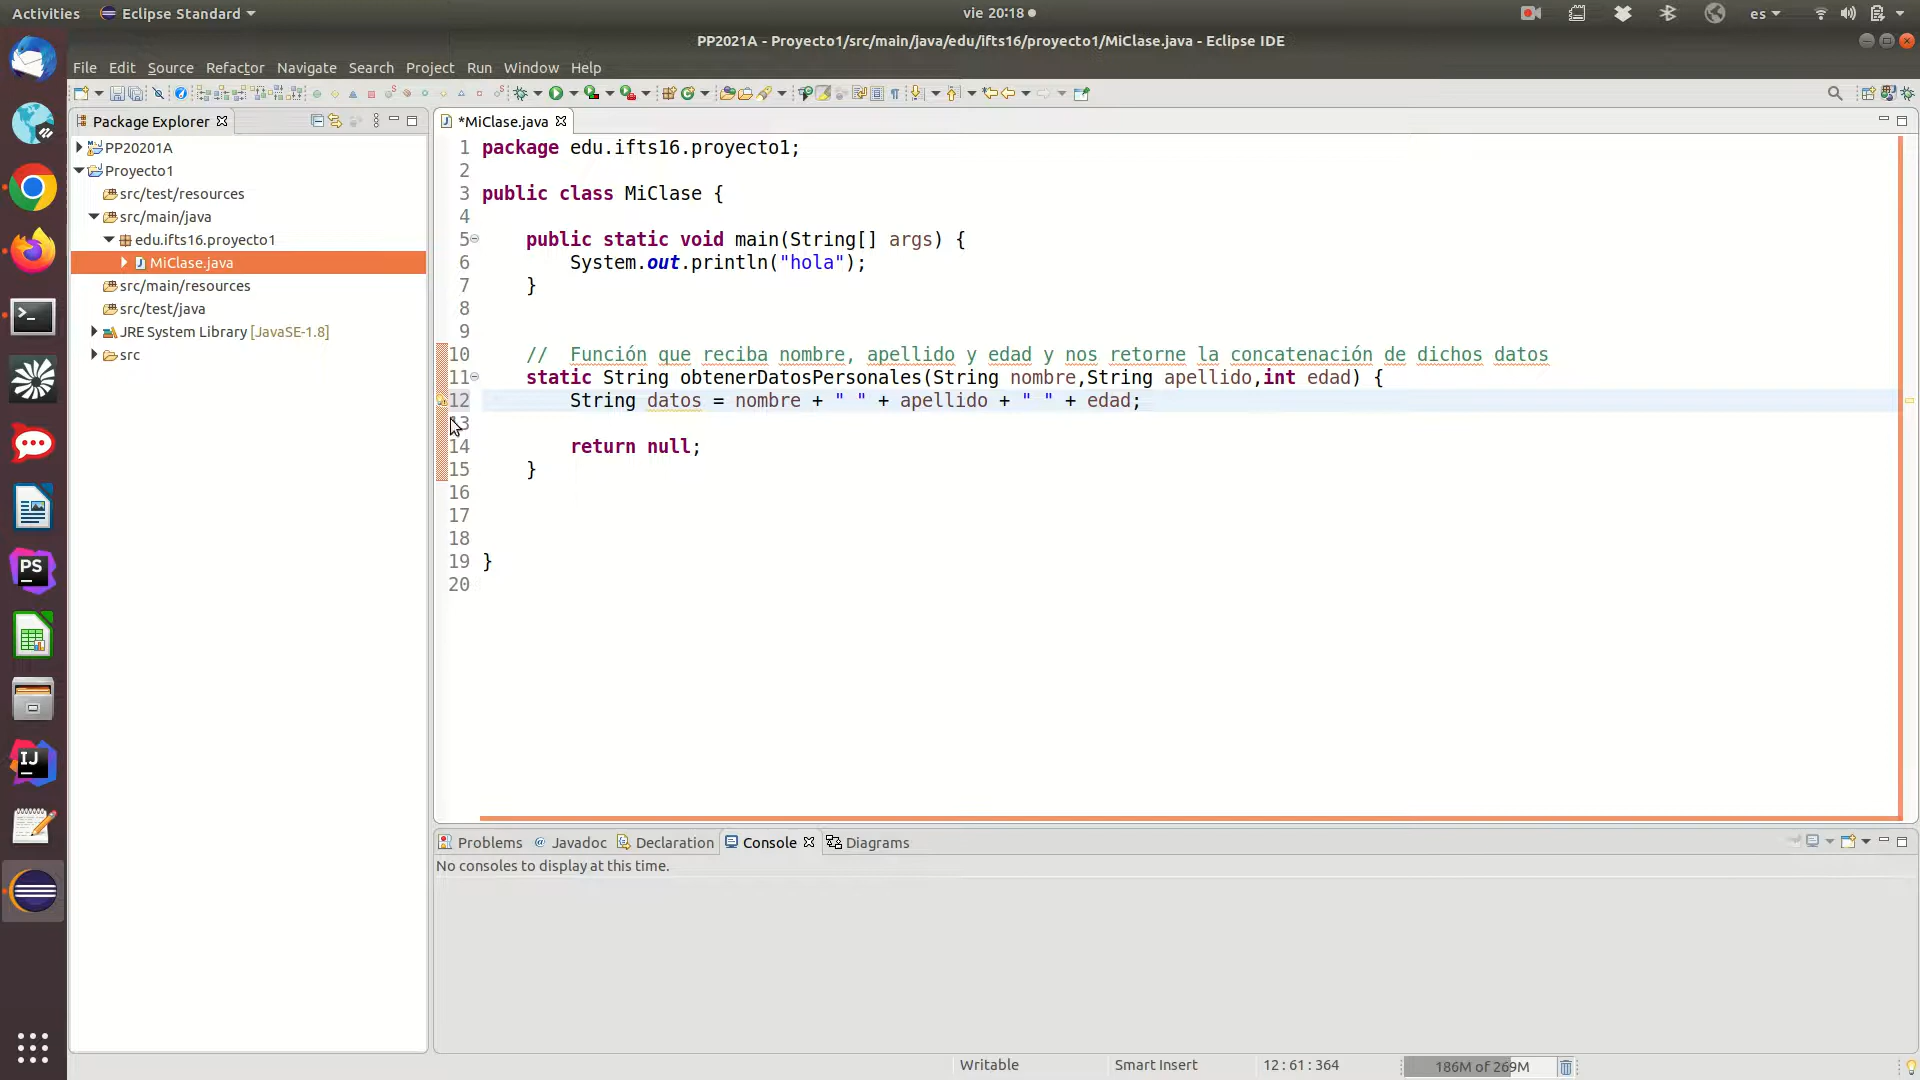 Activities Eclipse Standard vie 20:18 es
PP2021A - Proyecto1/src/main/java/edu/ifts16/proyecto1/MiClase.java - Eclipse IDE
File Edit Source Refactor Navigate Search Project Run Window Help
Package Explorer
PP20201A
Proyecto1
src/test/resources
src/main/java
edu.ifts16.proyecto1
MiClase.java
src/main/resources
src/test/java
JRE System Library [JavaSE-1.8]
src
*MiClase.java
1 package edu.ifts16.proyecto1;
2
3 public class MiClase {
4
5 public static void main(String[] args) {
6 System.out.println("hola");
7 }
8
9
10 // Función que reciba nombre, apellido y edad y nos retorne la concatenación de dichos datos
11 static String obtenerDatosPersonales(String nombre,String apellido,int edad) {
12 String datos = nombre + " " + apellido + " " + edad;
13
14 return null;
15 }
16
17
18
19 }
20
Problems Javadoc Declaration Console Diagrams
No consoles to display at this time.
Writable Smart Insert 12 : 61 : 364 186M of 269M
PS
IJ